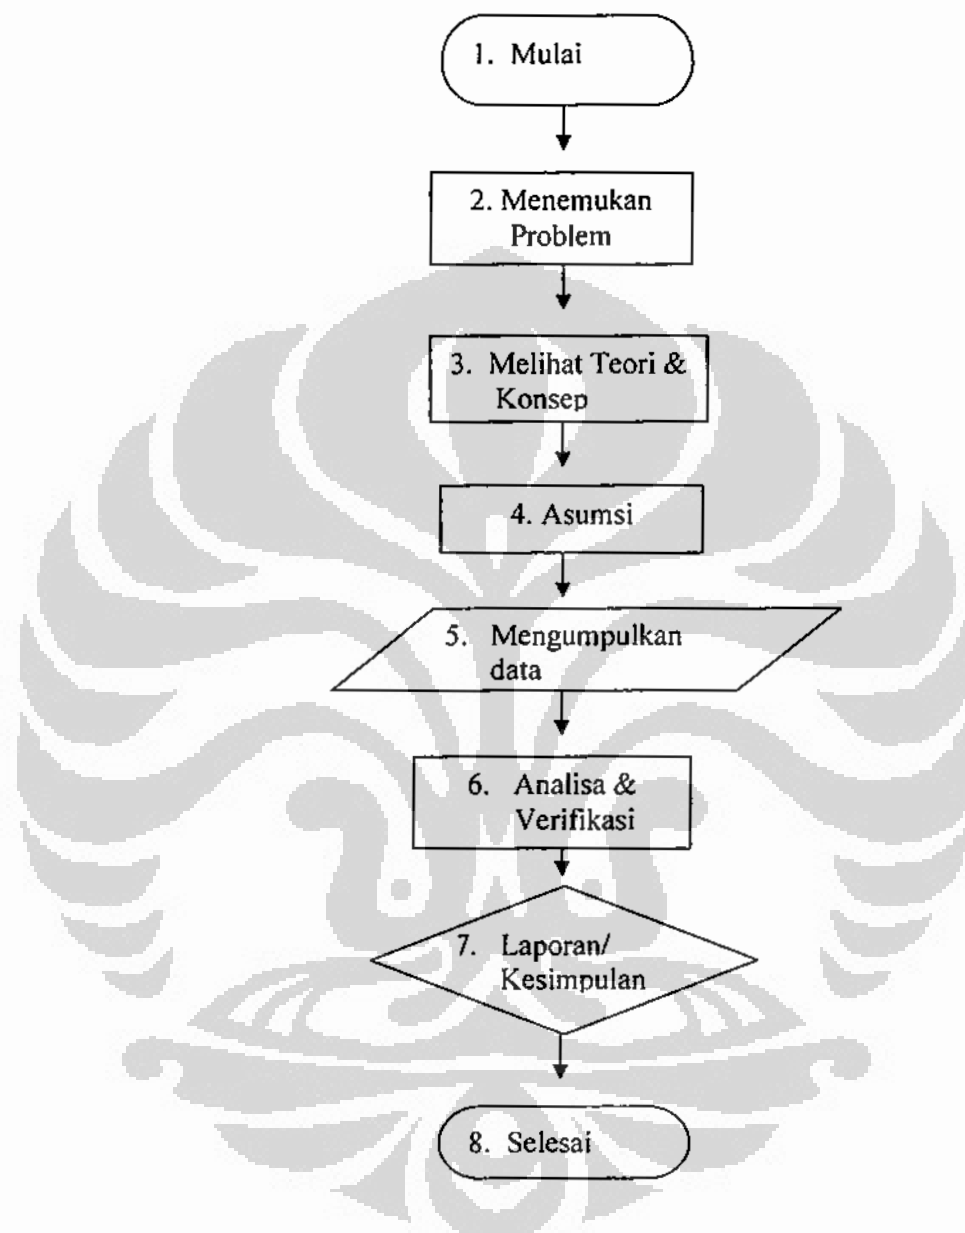 1. Mulai
2. Menemukan
Problem
3. Melihat Teori &
Konsep
4. Asumsi
5. Mengumpulkan
data
6. Analisa &
Verifikasi
7. Laporan/
Kesimpulan
8. Selesai